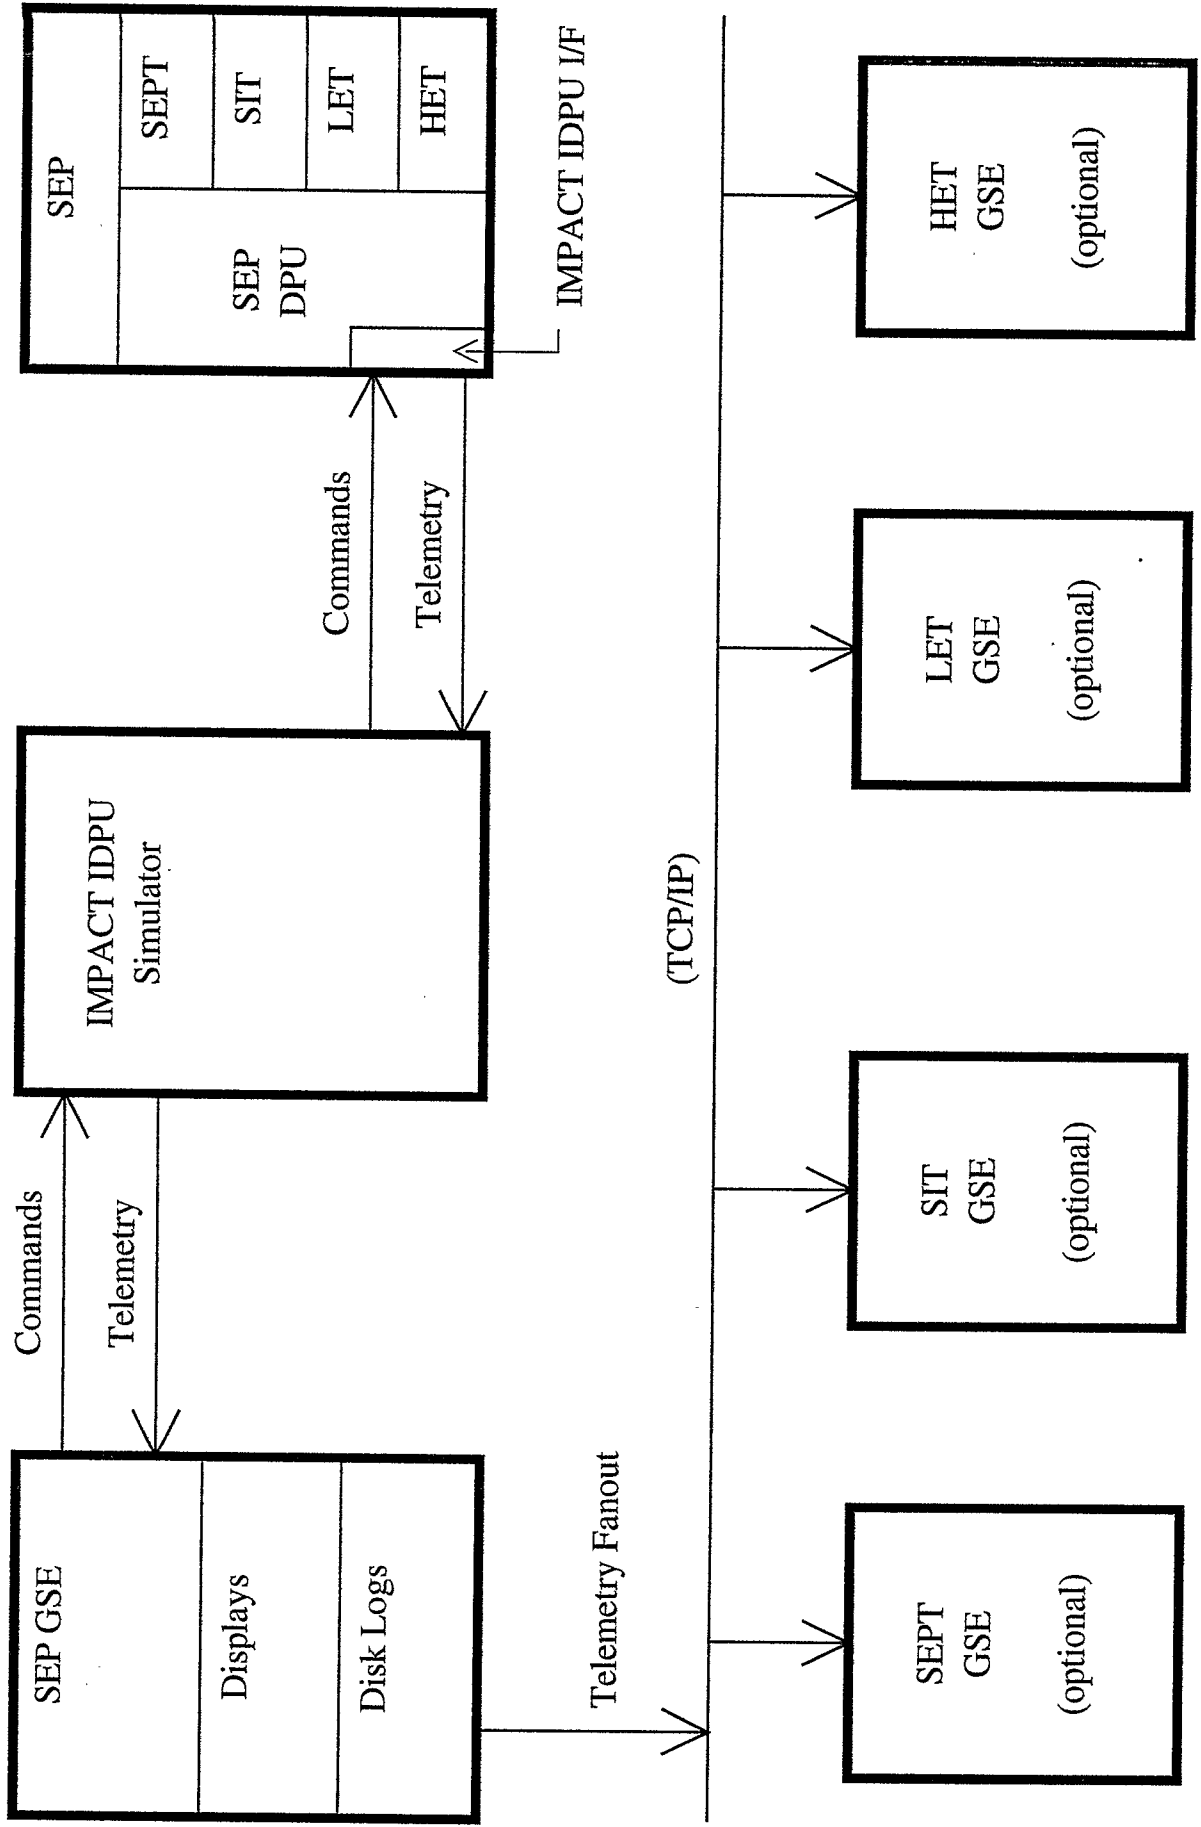 SEP GSE
Displays
Disk Logs
Commands
Telemetry
IMPACT IDPU
Simulator
Commands
Telemetry
SEP
SEP
DPU
SEPT
SIT
LET
HET
IMPACT IDPU I/F
Telemetry Fanout
(TCP/IP)
SEPT
GSE
(optional)
SIT
GSE
(optional)
LET
GSE
(optional)
HET
GSE
(optional)